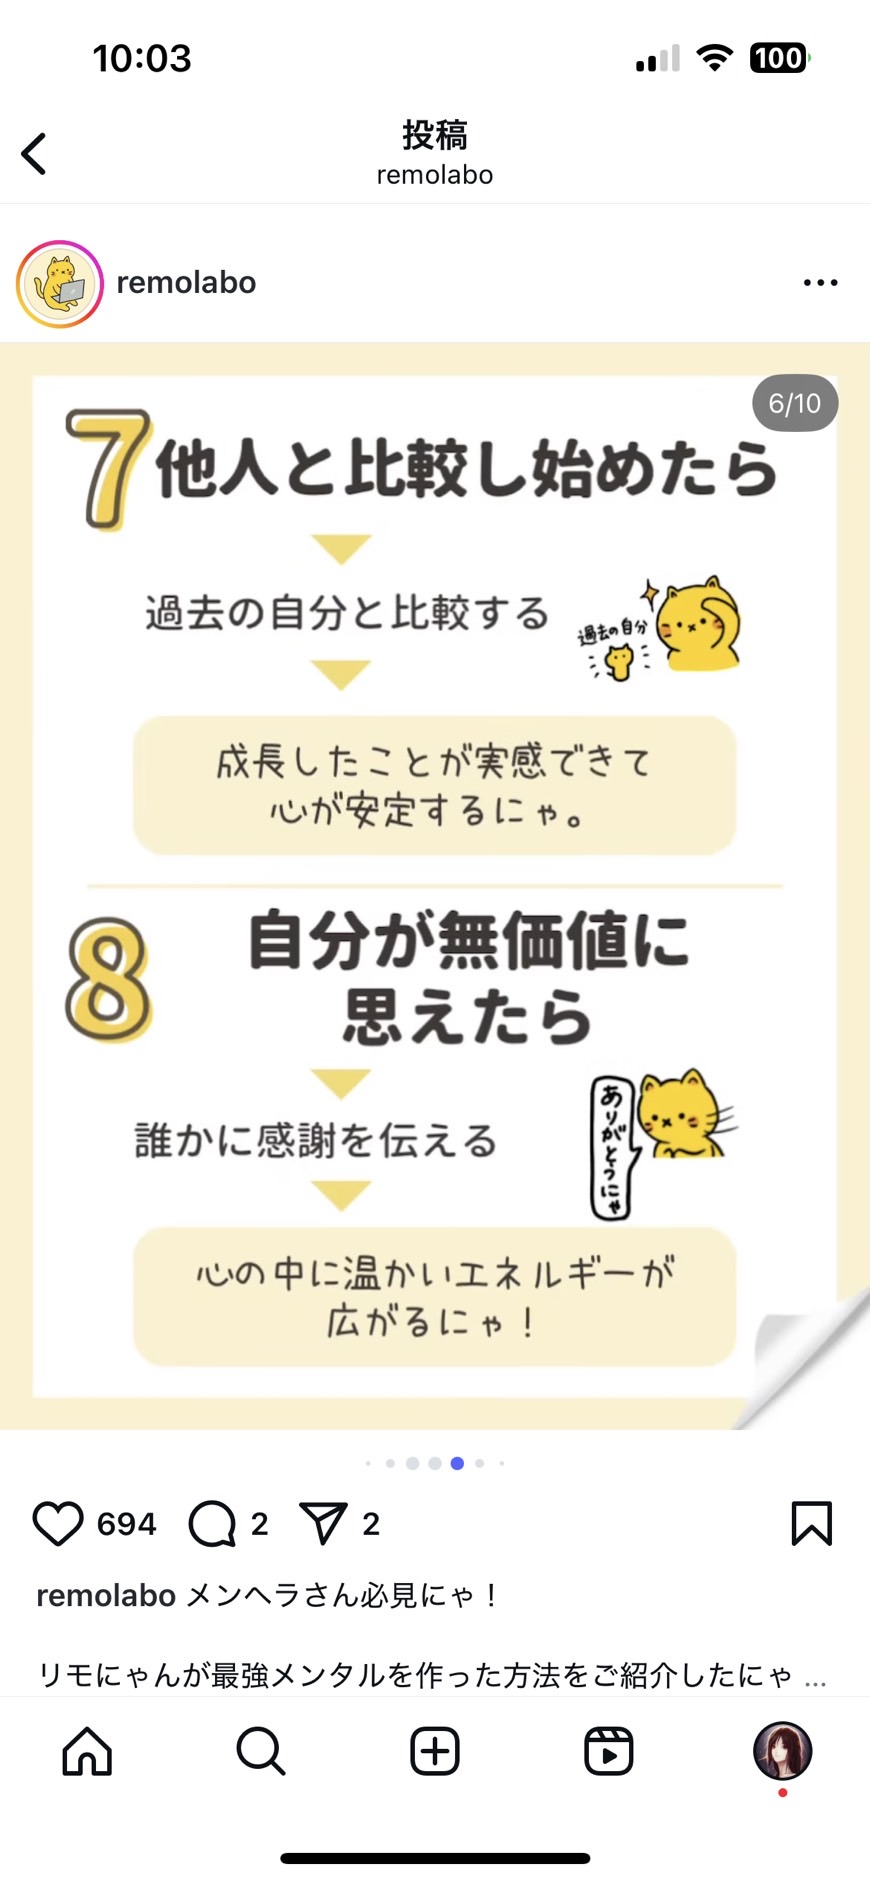 10:03
100
投稿
remolabo
remolabo
6/10
7 他人と比較し始めたら
過去の自分と比較する
過去の自分
成長したことが実感できて
心が安定するにゃ。
8 自分が無価値に
思えたら
誰かに感謝を伝える
ありがとうにゃ
心の中に温かいエネルギーが
広がるにゃ！
694 2 2
remolabo メンヘラさん必見にゃ！
リモにゃんが最強メンタルを作った方法をご紹介したにゃ ...